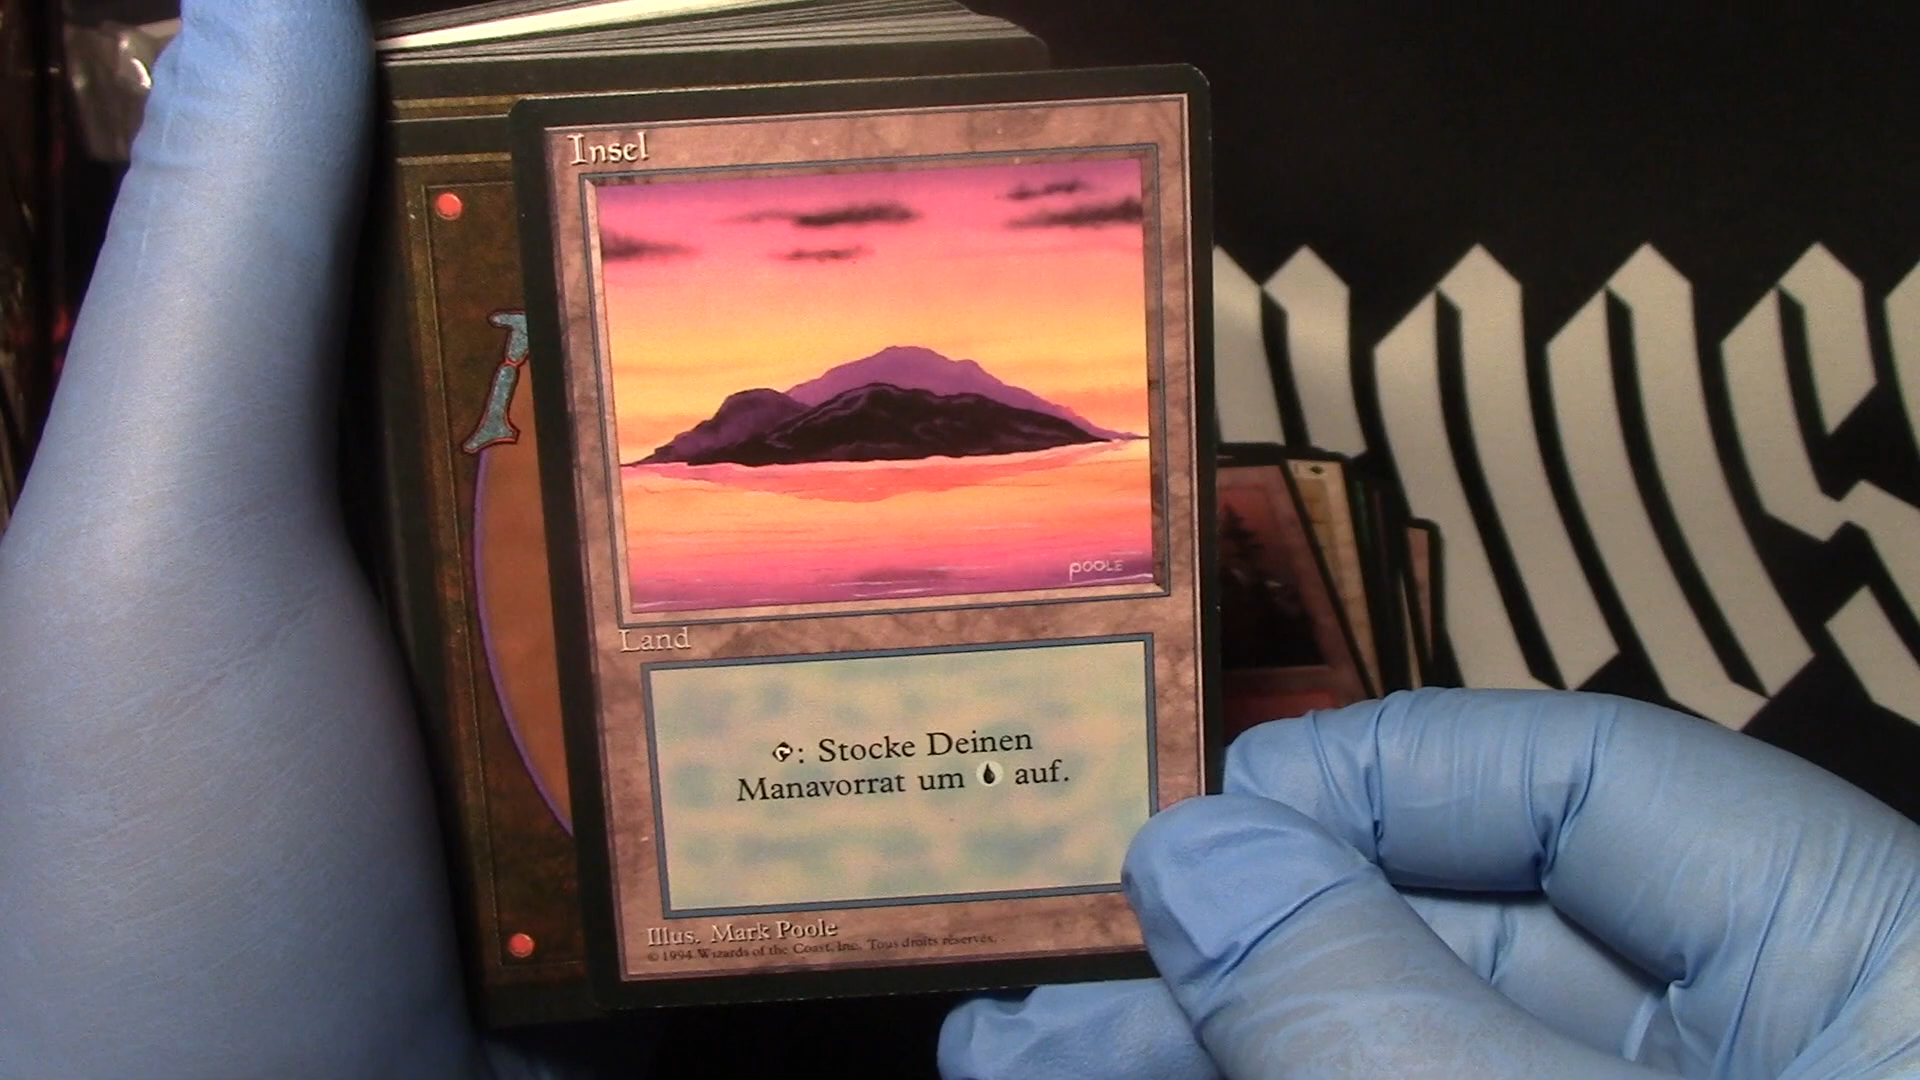 Insel
POOLE
Land
: Stocke Deinen
Manavorrat um auf.
Illus. Mark Poole
© 1994 Wizards of the Coast, Inc. Tous droits réservés.